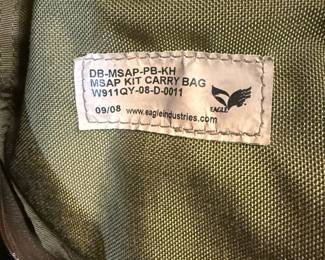 DB-MSAP-PB-KH
MSAP KIT CARRY BAG
W911QY-08-D-0011
EAGLE
09/08 www.eagleindustries.com